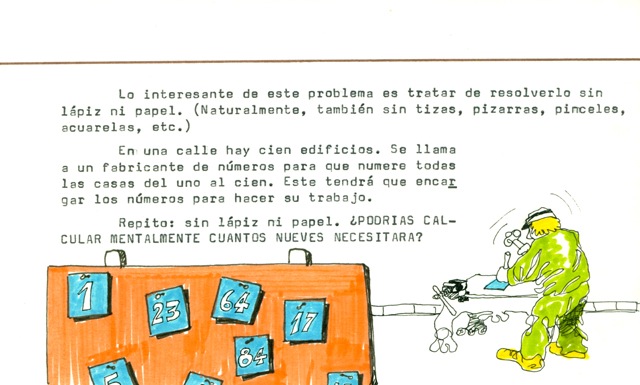 Lo interesante de este problema es tratar de resolverlo sin
lápiz ni papel. (Naturalmente, también sin tizas, pizarras, pinceles,
acuarelas, etc.)
En una calle hay cien edificios. Se llama
a un fabricante de números para que numere todas
las casas del uno al cien. Este tendrá que encar
gar los números para hacer su trabajo.
Repito: sin lápiz ni papel. ¿PODRIAS CAL-
CULAR MENTALMENTE CUANTOS NUEVES NECESITARA?
1
23
64
17
84
5